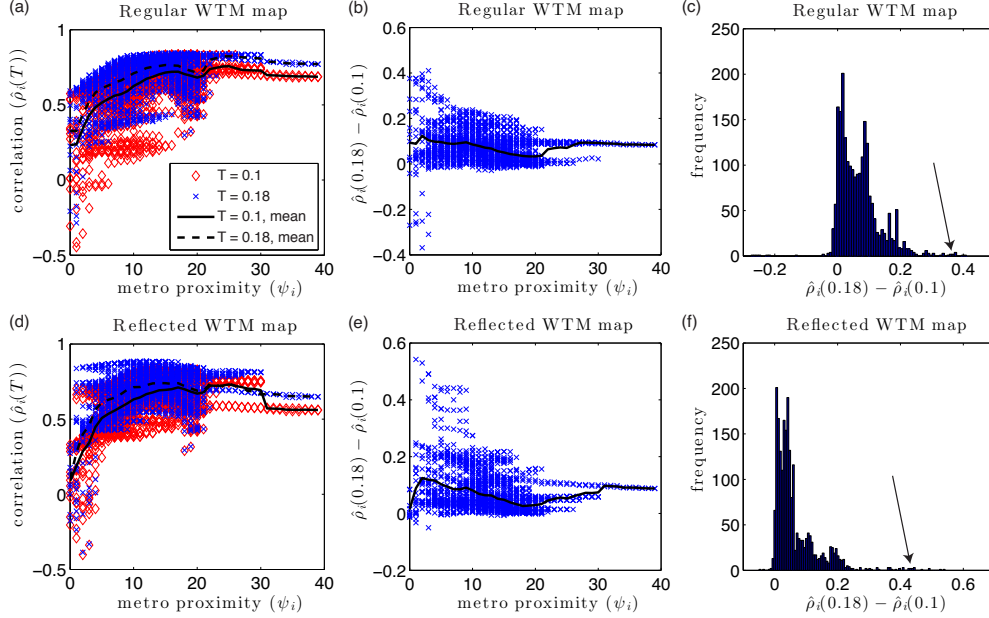 (a) Regular WTM map
correlation (ρ̂ᵢ(T))
1
0.5
0
−0.5
T = 0.1
T = 0.18
T = 0.1, mean
T = 0.18, mean
0 10 20 30 40
metro proximity (ψᵢ)
(b) Regular WTM map
ρ̂ᵢ(0.18) − ρ̂ᵢ(0.1)
0.6
0.4
0.2
0
−0.2
−0.4
0 10 20 30 40
metro proximity (ψᵢ)
(c) Regular WTM map
frequency
250
200
150
100
50
0
−0.2 0 0.2 0.4
ρ̂ᵢ(0.18) − ρ̂ᵢ(0.1)
(d) Reflected WTM map
correlation (ρ̂ᵢ(T))
1
0.5
0
−0.5
0 10 20 30 40
metro proximity (ψᵢ)
(e) Reflected WTM map
ρ̂ᵢ(0.18) − ρ̂ᵢ(0.1)
0.6
0.4
0.2
0
−0.2
0 10 20 30 40
metro proximity (ψᵢ)
(f) Reflected WTM map
frequency
250
200
150
100
50
0
0 0.2 0.4 0.6
ρ̂ᵢ(0.18) − ρ̂ᵢ(0.1)